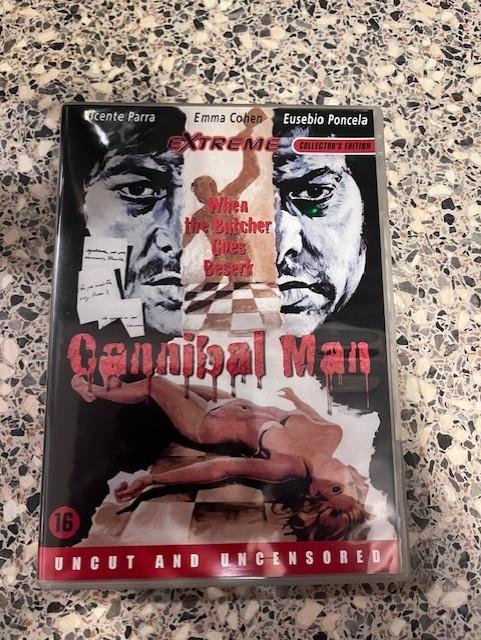 Vicente Parra Emma Cohen Eusebio Poncela
EXTREME COLLECTOR'S EDITION
When
the Butcher
Goes
Beserk
Cannibal Man
16
UNCUT AND UNCENSORED